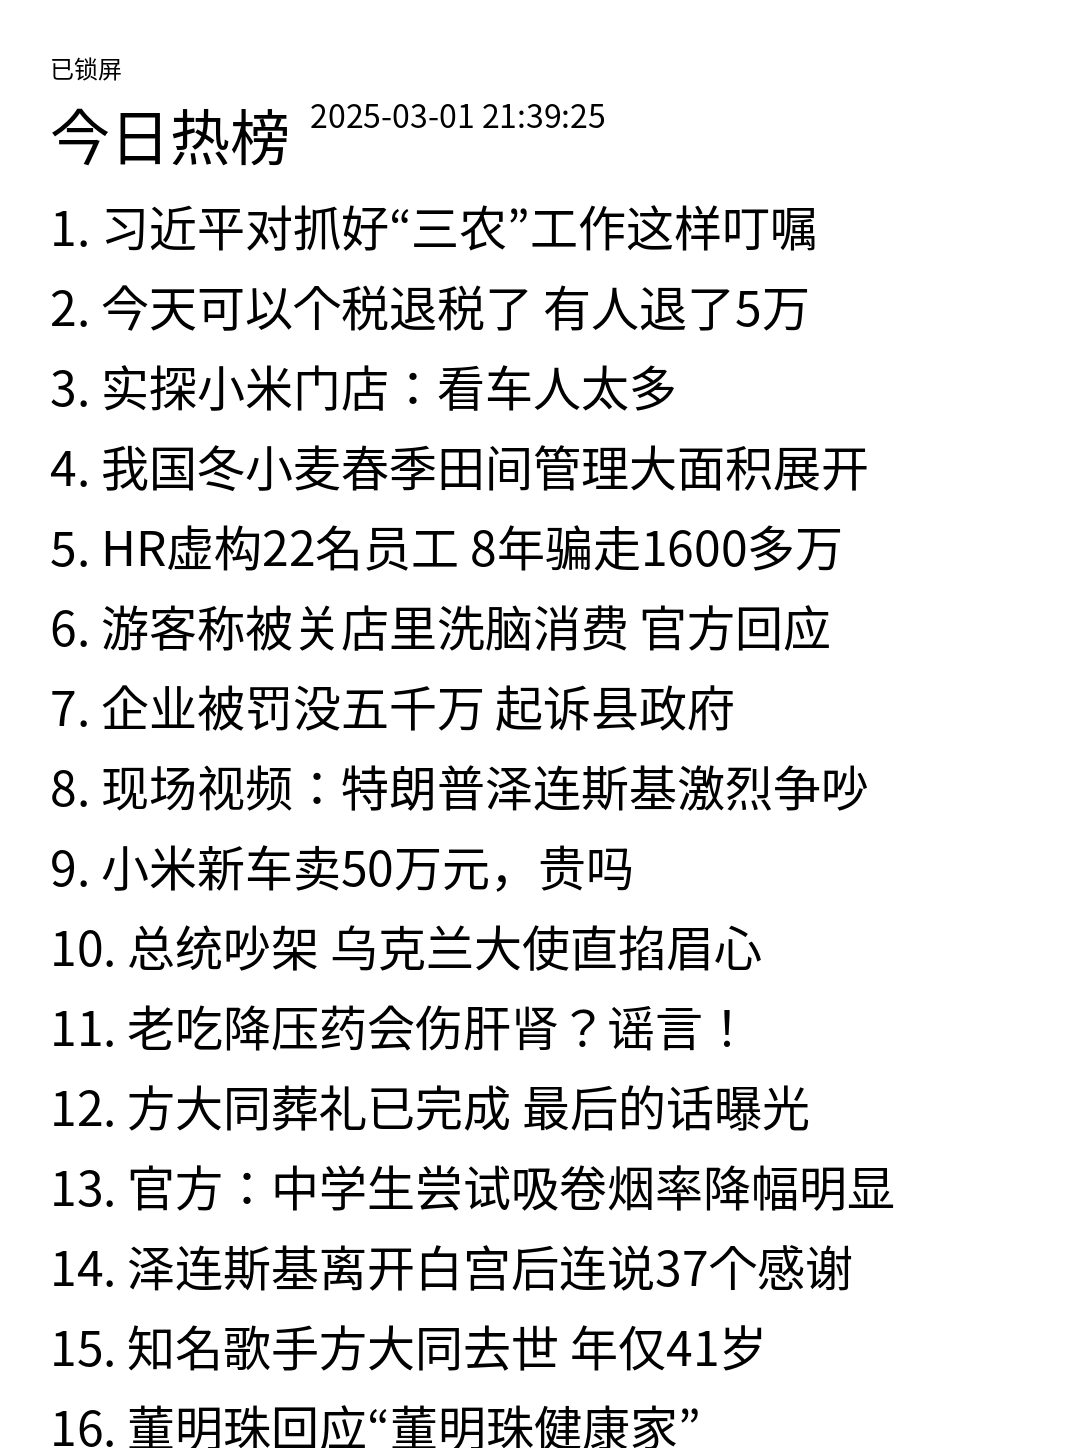 已锁屏
今日热榜 2025-03-01 21:39:25
1. 习近平对抓好“三农”工作这样叮嘱
2. 今天可以个税退税了 有人退了5万
3. 实探小米门店：看车人太多
4. 我国冬小麦春季田间管理大面积展开
5. HR虚构22名员工 8年骗走1600多万
6. 游客称被关店里洗脑消费 官方回应
7. 企业被罚没五千万 起诉县政府
8. 现场视频：特朗普泽连斯基激烈争吵
9. 小米新车卖50万元，贵吗
10. 总统吵架 乌克兰大使直掐眉心
11. 老吃降压药会伤肝肾？谣言！
12. 方大同葬礼已完成 最后的话曝光
13. 官方：中学生尝试吸卷烟率降幅明显
14. 泽连斯基离开白宫后连说37个感谢
15. 知名歌手方大同去世 年仅41岁
16. 董明珠回应“董明珠健康家”